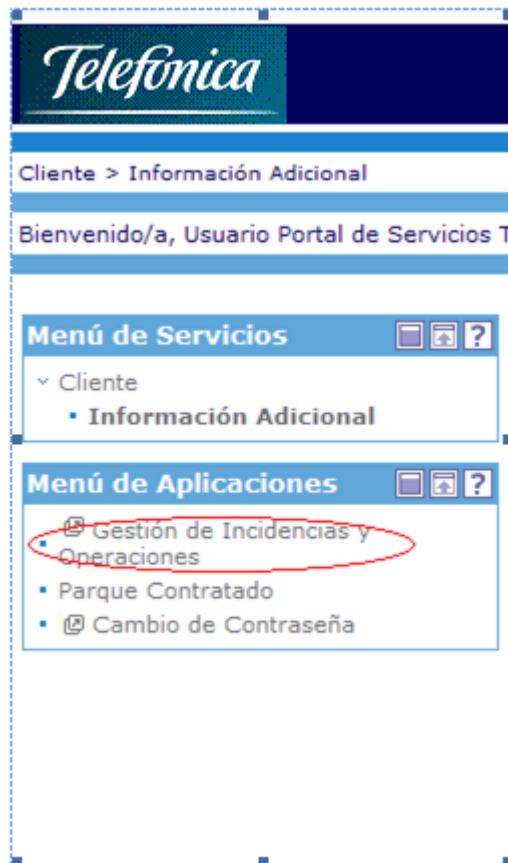 Telefónica
Cliente > Información Adicional
Bienvenido/a, Usuario Portal de Servicios T
Menú de Servicios ?
Cliente
Información Adicional
Menú de Aplicaciones ?
Gestión de Incidencias y
Operaciones
Parque Contratado
Cambio de Contraseña